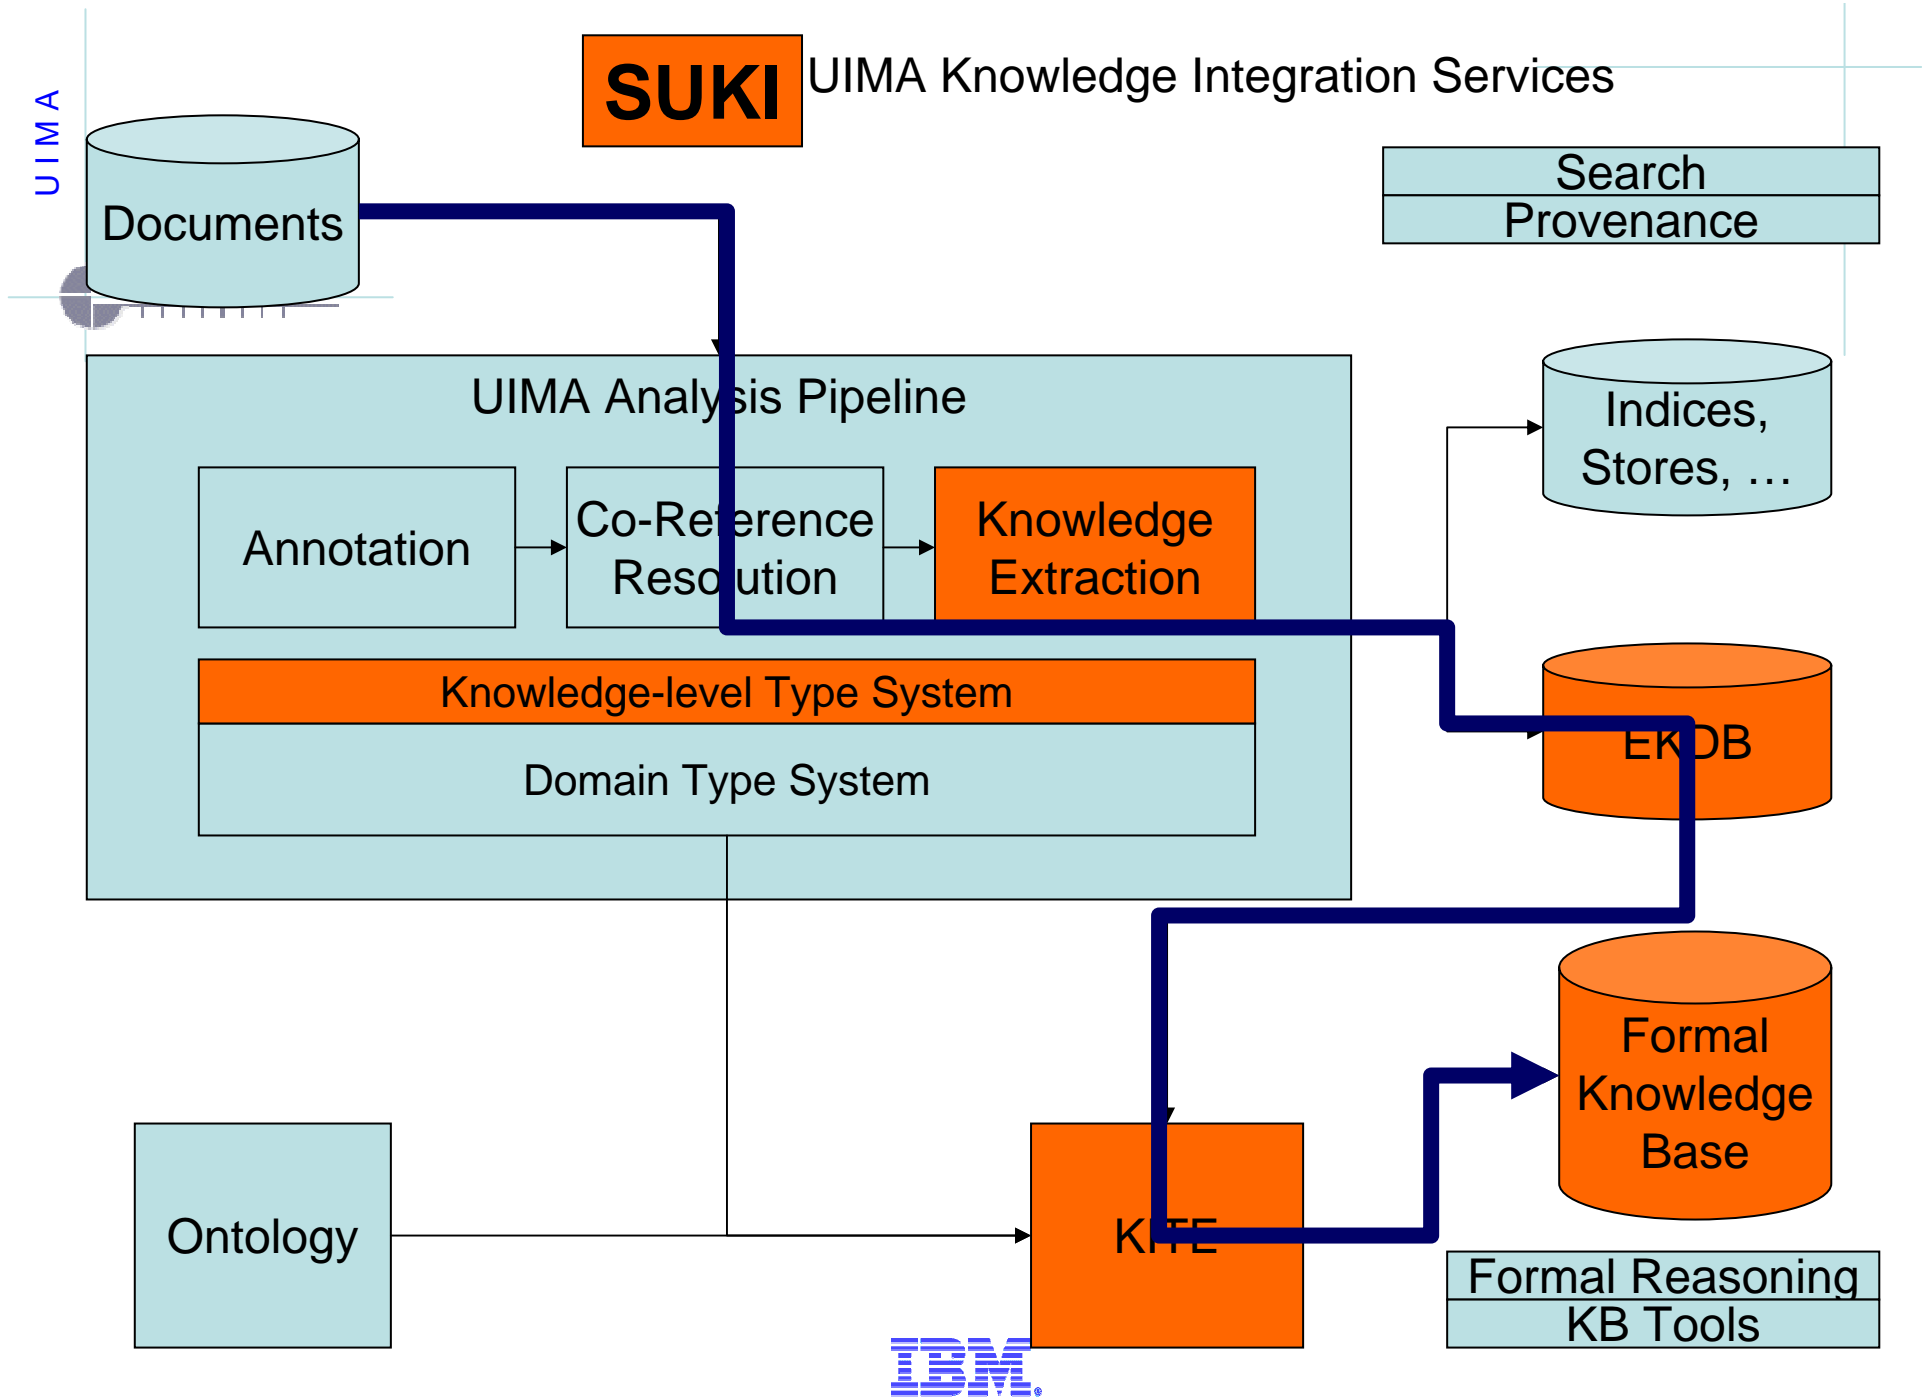 SUKI
UIMA Knowledge Integration Services
U I M A
Documents
Search
Provenance
UIMA Analysis Pipeline
Indices,
Stores, …
Annotation
Co-Reference
Resolution
Knowledge
Extraction
Knowledge-level Type System
EKDB
Domain Type System
Formal
Knowledge
Base
Ontology
KITE
Formal Reasoning
KB Tools
IBM®